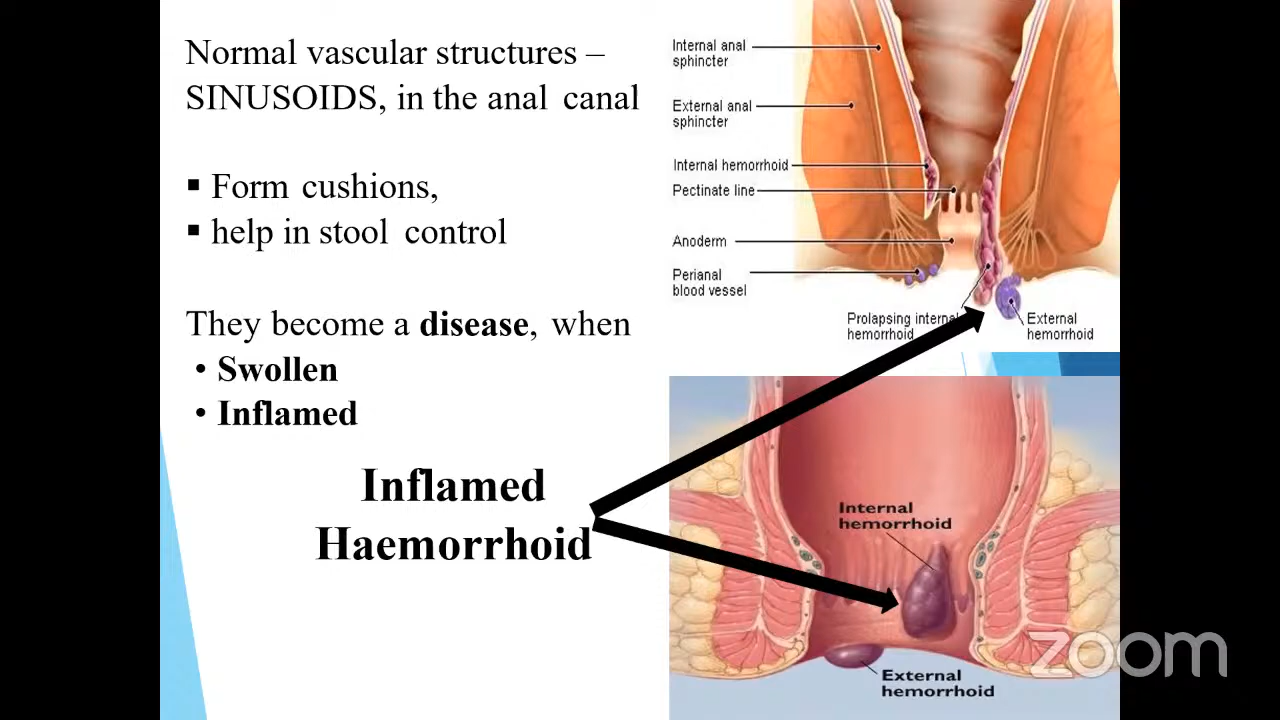 Normal vascular structures –
SINUSOIDS, in the anal canal
▪ Form cushions,
▪ help in stool control
They become a disease, when
• Swollen
• Inflamed
Inflamed
Haemorrhoid
Internal anal
sphincter
External anal
sphincter
Internal hemorrhoid
Pectinate line
Anoderm
Perianal
blood vessel
Prolapsing internal
hemorrhoid
External
hemorrhoid
Internal
hemorrhoid
External
hemorrhoid
zoom